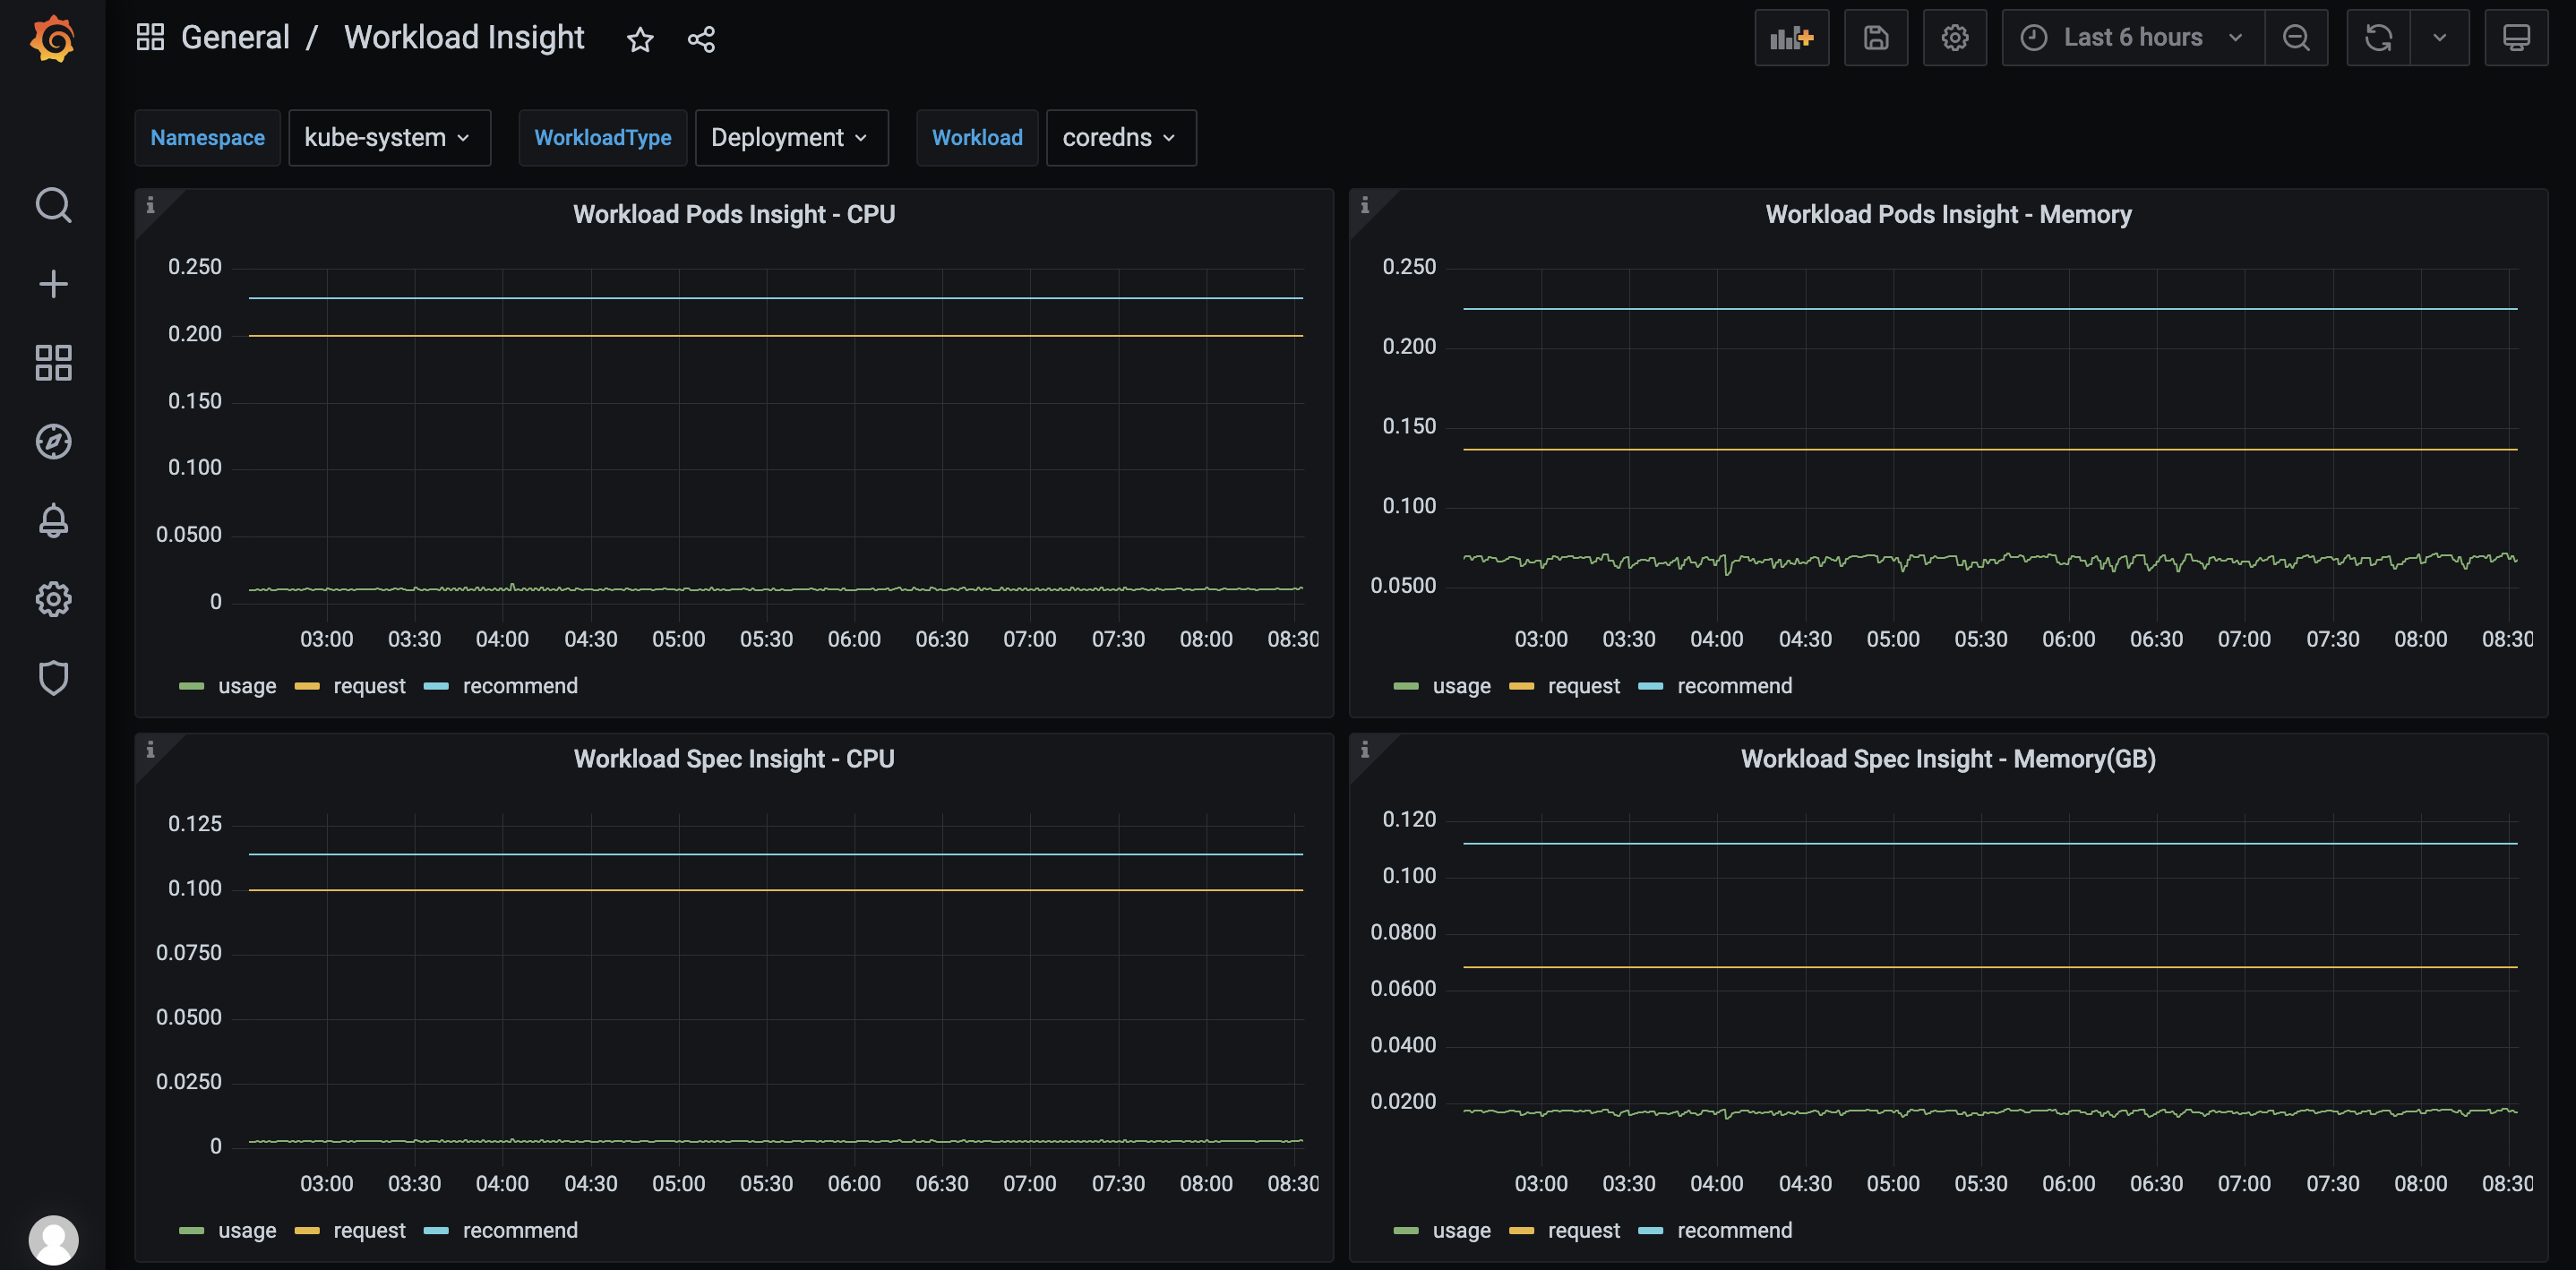 General / Workload Insight
Last 6 hours
Namespace kube-system WorkloadType Deployment Workload coredns
Workload Pods Insight - CPU
0.250
0.200
0.150
0.100
0.0500
0
03:00 03:30 04:00 04:30 05:00 05:30 06:00 06:30 07:00 07:30 08:00 08:30
usage request recommend
Workload Pods Insight - Memory
0.250
0.200
0.150
0.100
0.0500
03:00 03:30 04:00 04:30 05:00 05:30 06:00 06:30 07:00 07:30 08:00 08:30
usage request recommend
Workload Spec Insight - CPU
0.125
0.100
0.0750
0.0500
0.0250
0
03:00 03:30 04:00 04:30 05:00 05:30 06:00 06:30 07:00 07:30 08:00 08:30
usage request recommend
Workload Spec Insight - Memory(GB)
0.120
0.100
0.0800
0.0600
0.0400
0.0200
03:00 03:30 04:00 04:30 05:00 05:30 06:00 06:30 07:00 07:30 08:00 08:30
usage request recommend